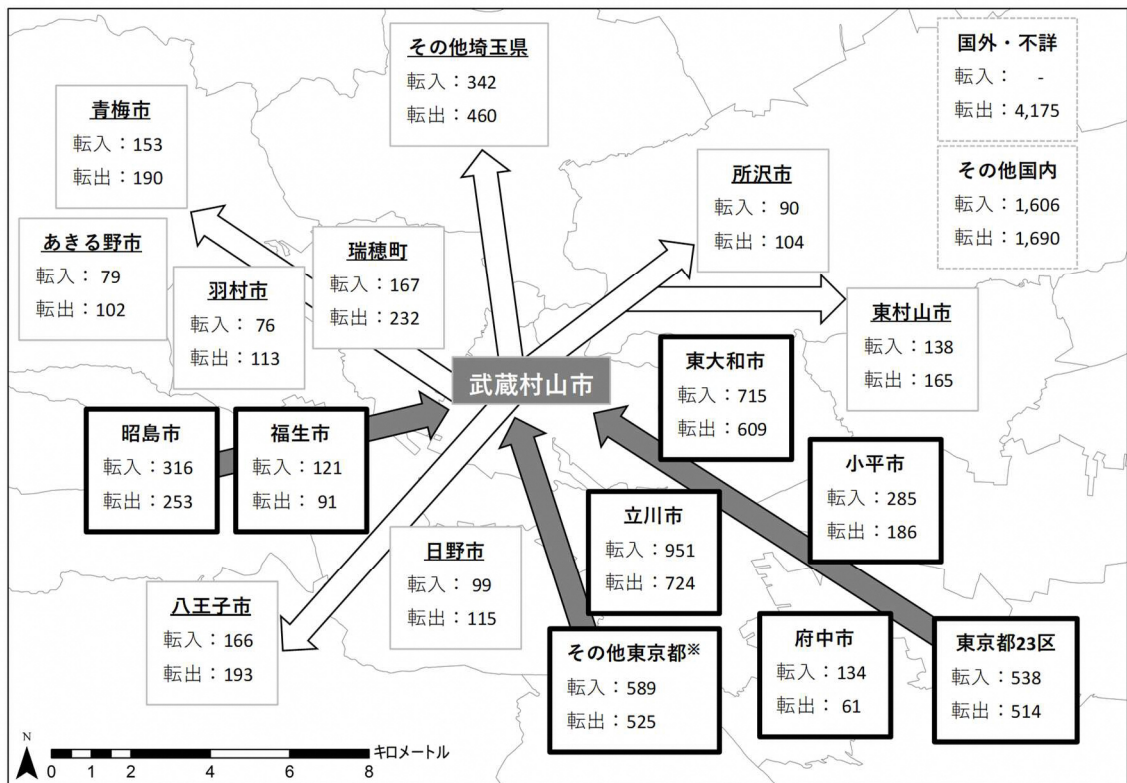 その他埼玉県
転入：342
転出：460
国外・不詳
転入： -
転出：4,175
青梅市
転入：153
転出：190
所沢市
転入： 90
転出：104
その他国内
転入：1,606
転出：1,690
あきる野市
転入： 79
転出：102
羽村市
転入： 76
転出：113
瑞穂町
転入：167
転出：232
東村山市
転入：138
転出：165
武蔵村山市
東大和市
転入：715
転出：609
昭島市
転入：316
転出：253
福生市
転入：121
転出： 91
小平市
転入：285
転出：186
立川市
転入：951
転出：724
日野市
転入： 99
転出：115
八王子市
転入：166
転出：193
その他東京都※
転入：589
転出：525
府中市
転入：134
転出： 61
東京都23区
転入：538
転出：514
N
キロメートル
0 1 2 4 6 8